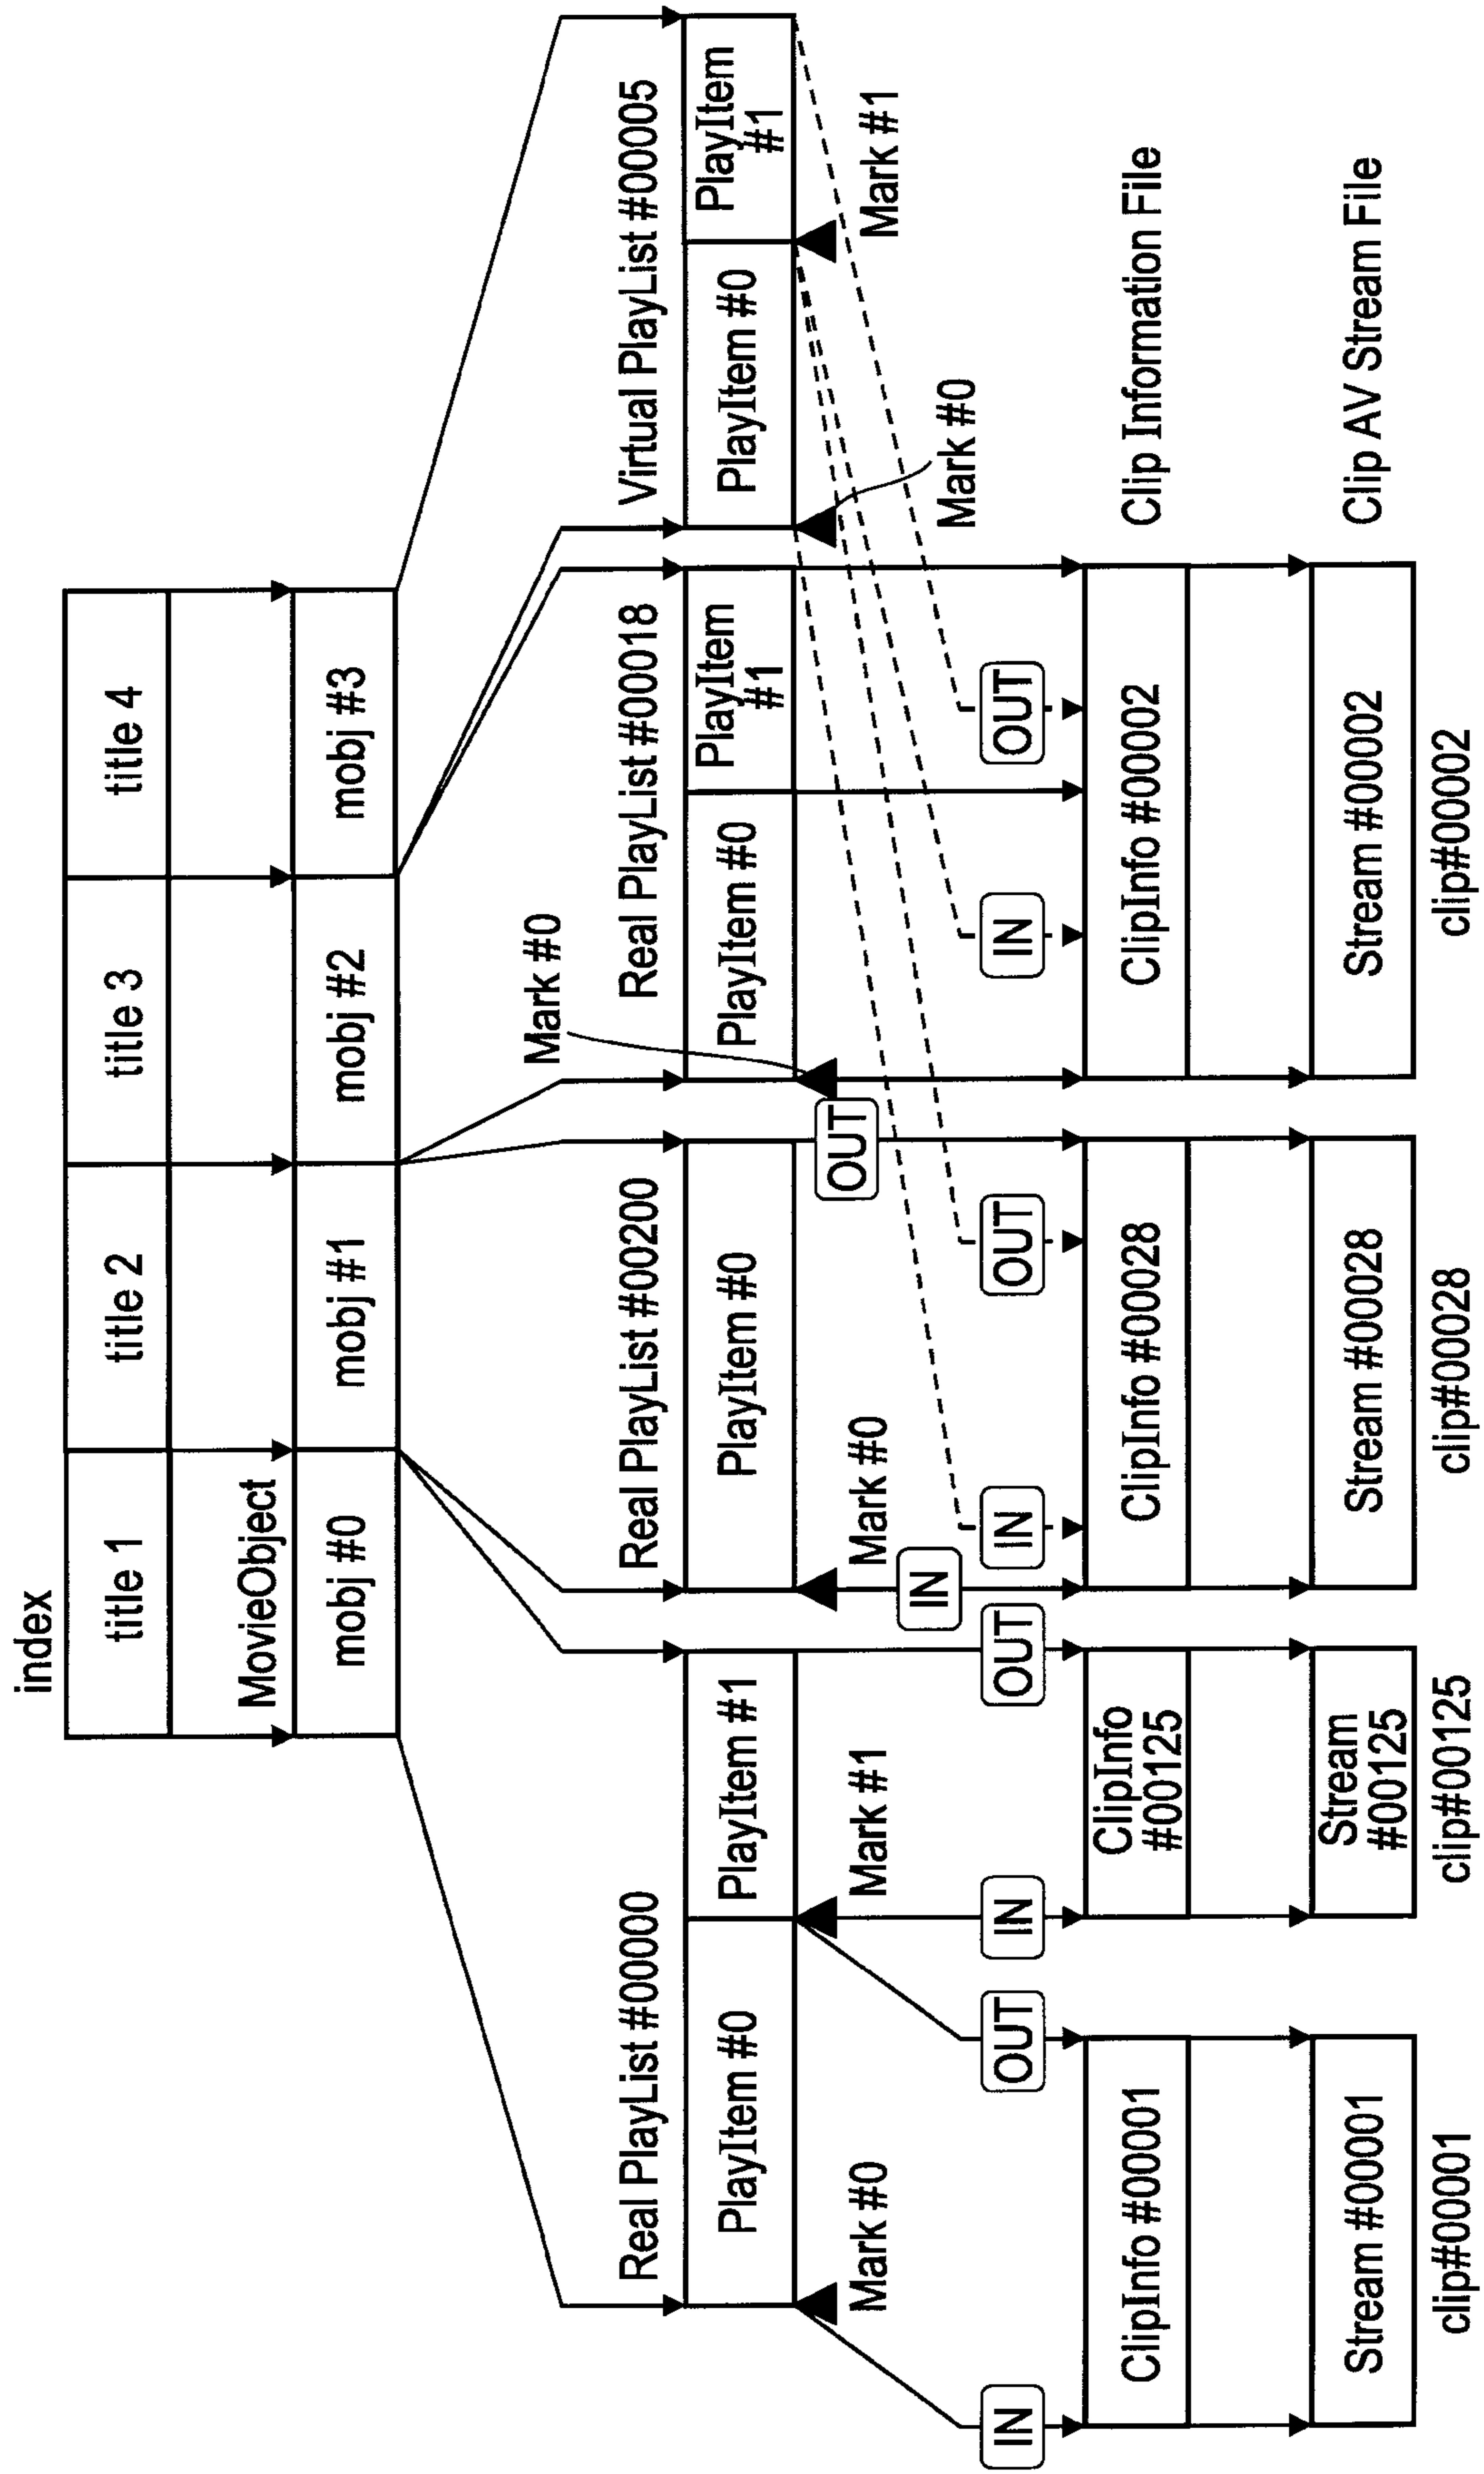 index
title 1
title 2
title 3
title 4
MovieObject
mobj #0
mobj #1
mobj #2
mobj #3
Mark #0
Real PlayList #00000
Real PlayList #00200
Real PlayList #00018
Virtual PlayList #00005
PlayItem #0
PlayItem #1
PlayItem #0
PlayItem #0
PlayItem
#1
PlayItem #0
PlayItem
#1
OUT
Mark #0
Mark #1
Mark #0
Mark #1
IN
Mark #0
IN
OUT
IN
OUT
IN
OUT
IN
OUT
ClipInfo #00001
ClipInfo
#00125
ClipInfo #00028
ClipInfo #00002
Clip Information File
Stream #00001
Stream
#00125
Stream #00028
Stream #00002
Clip AV Stream File
clip#00001
clip#00125
clip#00028
clip#00002